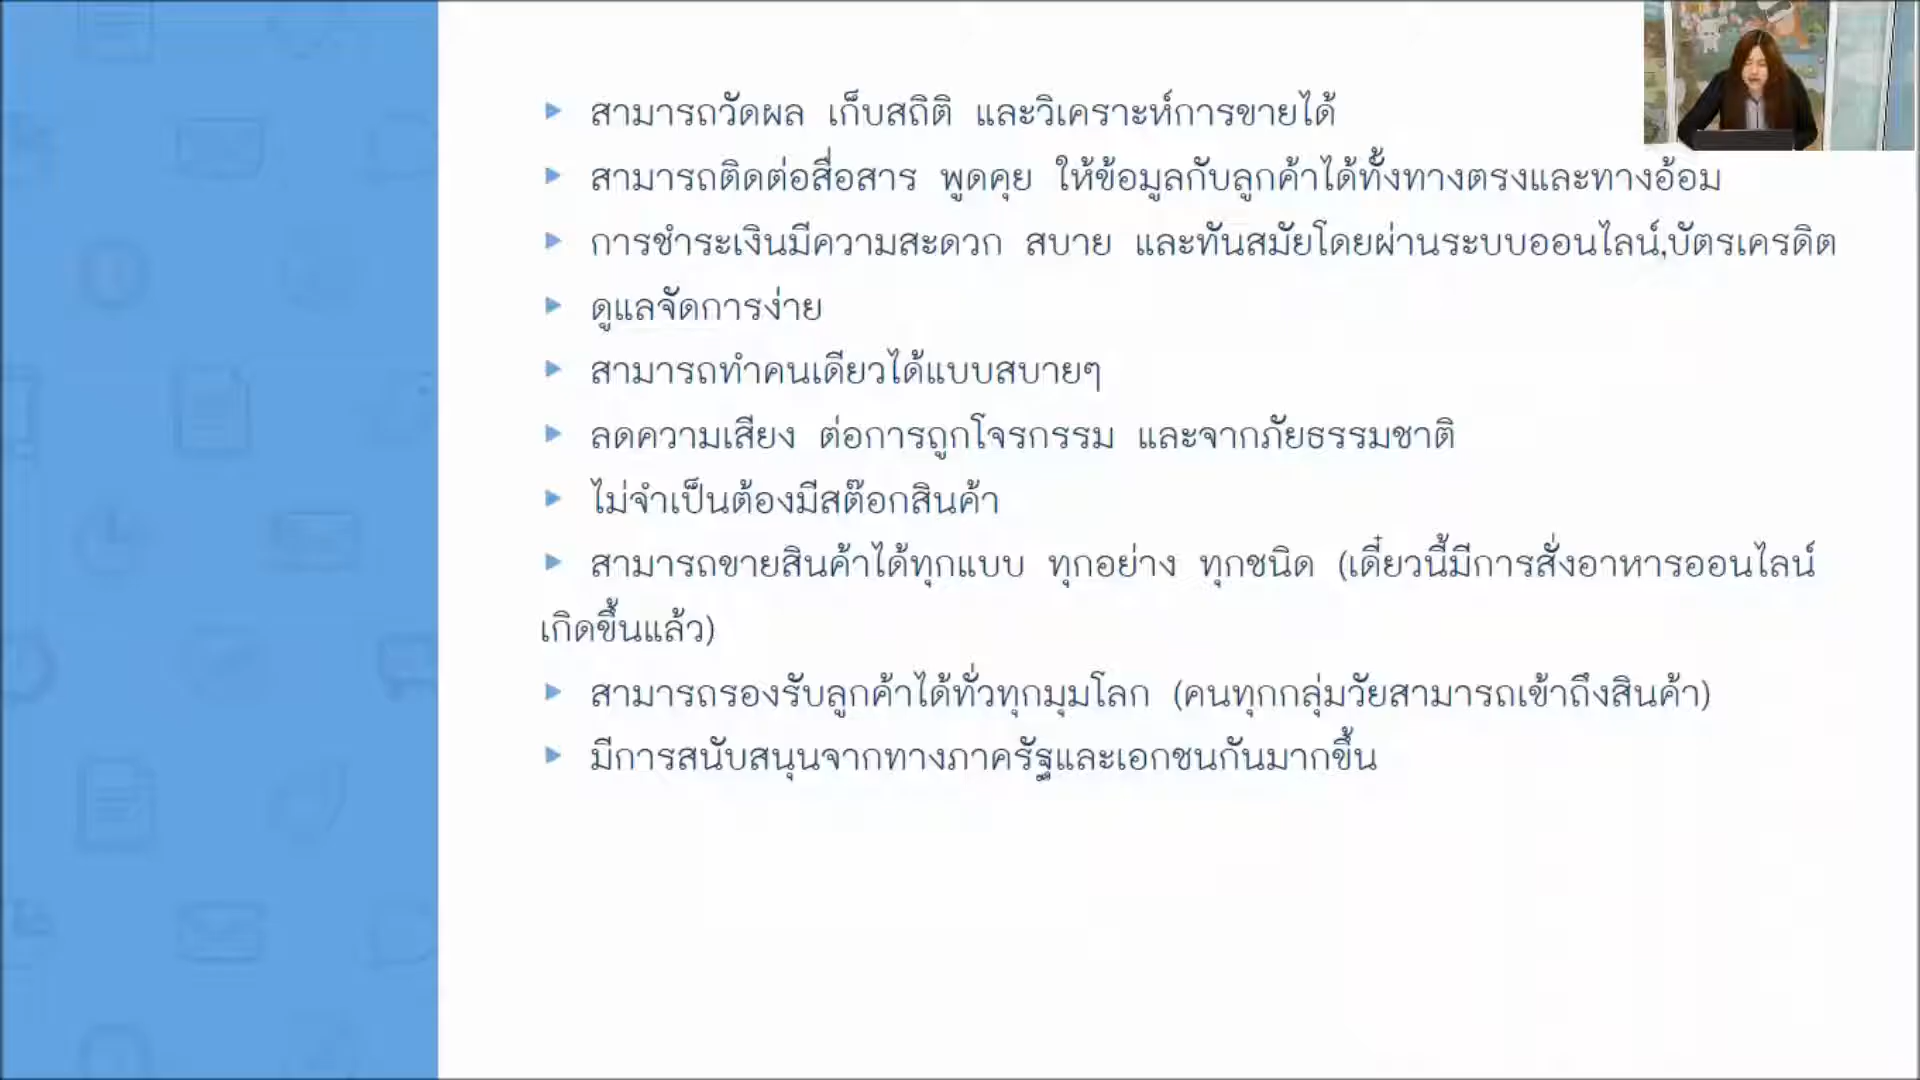 สามารถวัดผล เก็บสถิติ และวิเคราะห์การขายได้
สามารถติดต่อสื่อสาร พูดคุย ให้ข้อมูลกับลูกค้าได้ทั้งทางตรงและทางอ้อม
การชำระเงินมีความสะดวก สบาย และทันสมัยโดยผ่านระบบออนไลน์,บัตรเครดิต
ดูแลจัดการง่าย
สามารถทำคนเดียวได้แบบสบายๆ
ลดความเสียง ต่อการถูกโจรกรรม และจากภัยธรรมชาติ
ไม่จำเป็นต้องมีสต๊อกสินค้า
สามารถขายสินค้าได้ทุกแบบ ทุกอย่าง ทุกชนิด (เดี๋ยวนี้มีการสั่งอาหารออนไลน์
เกิดขึ้นแล้ว)
สามารถรองรับลูกค้าได้ทั่วทุกมุมโลก (คนทุกกลุ่มวัยสามารถเข้าถึงสินค้า)
มีการสนับสนุนจากทางภาครัฐและเอกชนกันมากขึ้น